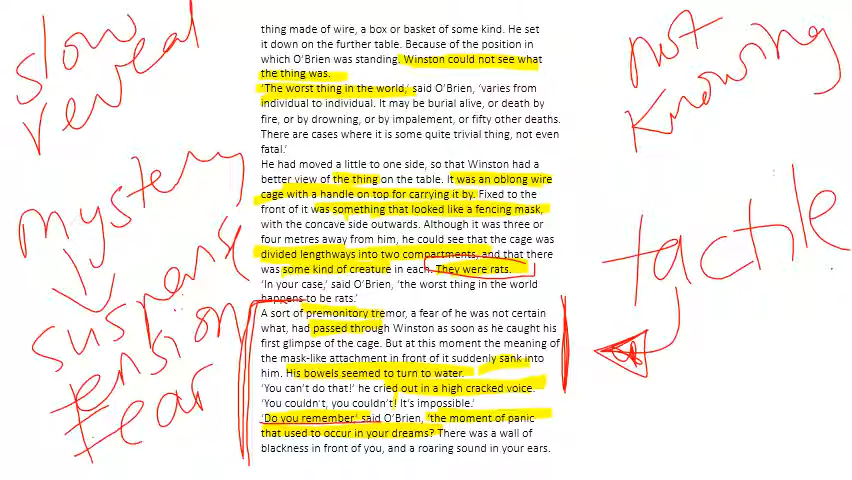 slow
reveal
mystery
suspense
tension
Fear
thing made of wire, a box or basket of some kind. He set
it down on the further table. Because of the position in
which O'Brien was standing. Winston could not see what
the thing was.
'The worst thing in the world,' said O'Brien, 'varies from
individual to individual. It may be burial alive, or death by
fire, or by drowning, or by impalement, or fifty other deaths.
There are cases where it is some quite trivial thing, not even
fatal.'
He had moved a little to one side, so that Winston had a
better view of the thing on the table. It was an oblong wire
cage with a handle on top for carrying it by. Fixed to the
front of it was something that looked like a fencing mask,
with the concave side outwards. Although it was three or
four metres away from him, he could see that the cage was
divided lengthways into two compartments, and that there
was some kind of creature in each. They were rats.
'In your case,' said O'Brien, 'the worst thing in the world
happens to be rats.'
A sort of premonitory tremor, a fear of he was not certain
what, had passed through Winston as soon as he caught his
first glimpse of the cage. But at this moment the meaning of
the mask-like attachment in front of it suddenly sank into
him. His bowels seemed to turn to water.
'You can't do that!' he cried out in a high cracked voice.
'You couldn't, you couldn't! It's impossible.'
'Do you remember,' said O'Brien, 'the moment of panic
that used to occur in your dreams? There was a wall of
blackness in front of you, and a roaring sound in your ears.
not
Knowing
tactile